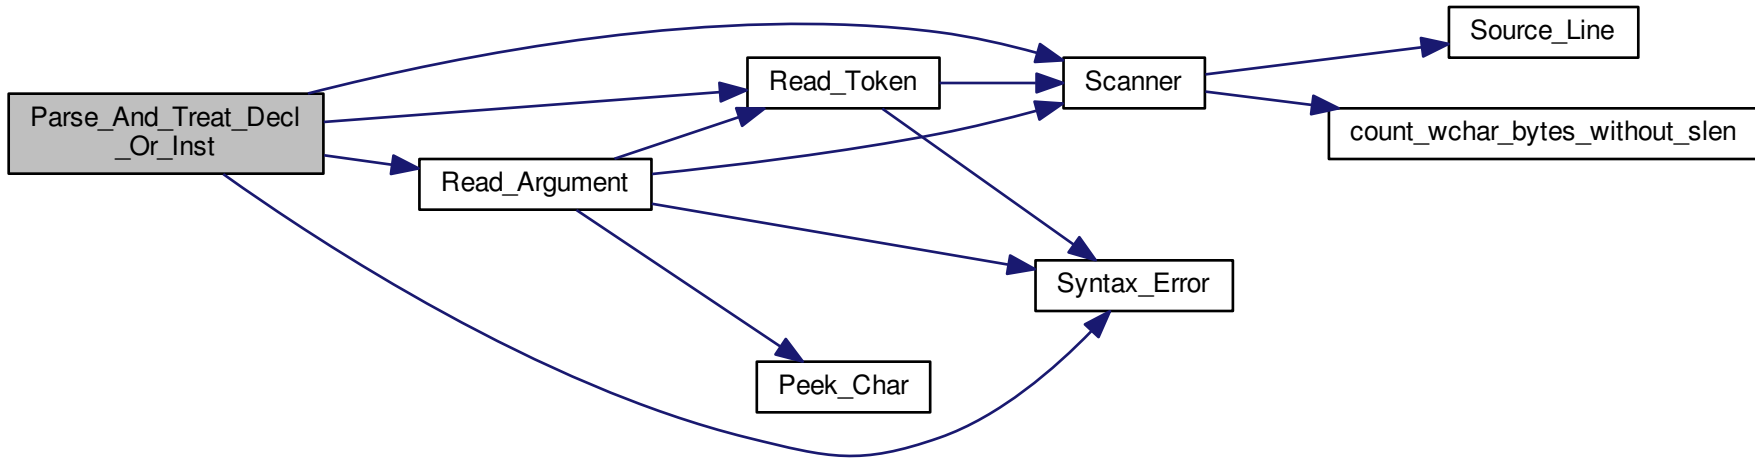 Parse_And_Treat_Decl
_Or_Inst
Read_Token
Read_Argument
Peek_Char
Scanner
Syntax_Error
Source_Line
count_wchar_bytes_without_slen